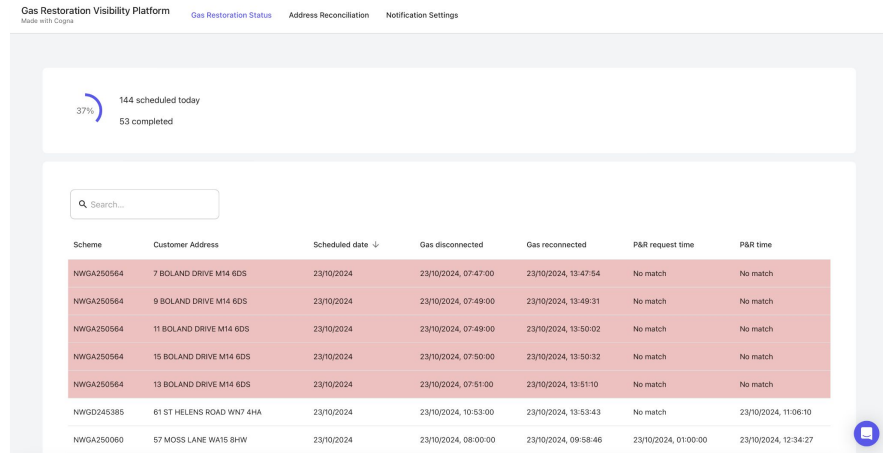 Gas Restoration Visibility Platform
Made with Cogna
Gas Restoration Status Address Reconciliation Notification Settings
37%
144 scheduled today
53 completed
Search...
Scheme Customer Address Scheduled date ↓ Gas disconnected Gas reconnected P&R request time P&R time
NWGA250564 7 BOLAND DRIVE M14 6DS 23/10/2024 23/10/2024, 07:47:00 23/10/2024, 13:47:54 No match No match
NWGA250564 9 BOLAND DRIVE M14 6DS 23/10/2024 23/10/2024, 07:49:00 23/10/2024, 13:49:31 No match No match
NWGA250564 11 BOLAND DRIVE M14 6DS 23/10/2024 23/10/2024, 07:49:00 23/10/2024, 13:50:02 No match No match
NWGA250564 15 BOLAND DRIVE M14 6DS 23/10/2024 23/10/2024, 07:50:00 23/10/2024, 13:50:32 No match No match
NWGA250564 13 BOLAND DRIVE M14 6DS 23/10/2024 23/10/2024, 07:51:00 23/10/2024, 13:51:10 No match No match
NWGD245385 61 ST HELENS ROAD WN7 4HA 23/10/2024 23/10/2024, 10:53:00 23/10/2024, 13:53:43 No match 23/10/2024, 11:06:10
NWGA250060 57 MOSS LANE WA15 8HW 23/10/2024 23/10/2024, 08:00:00 23/10/2024, 09:58:46 23/10/2024, 01:00:00 23/10/2024, 12:34:27